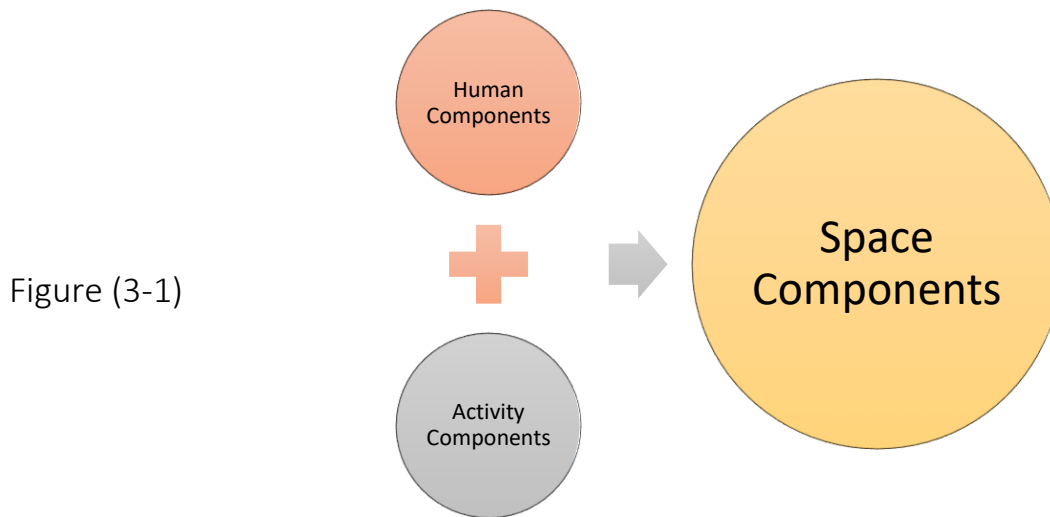 Human
Components
Space
Components
Figure (3-1)
Activity
Components